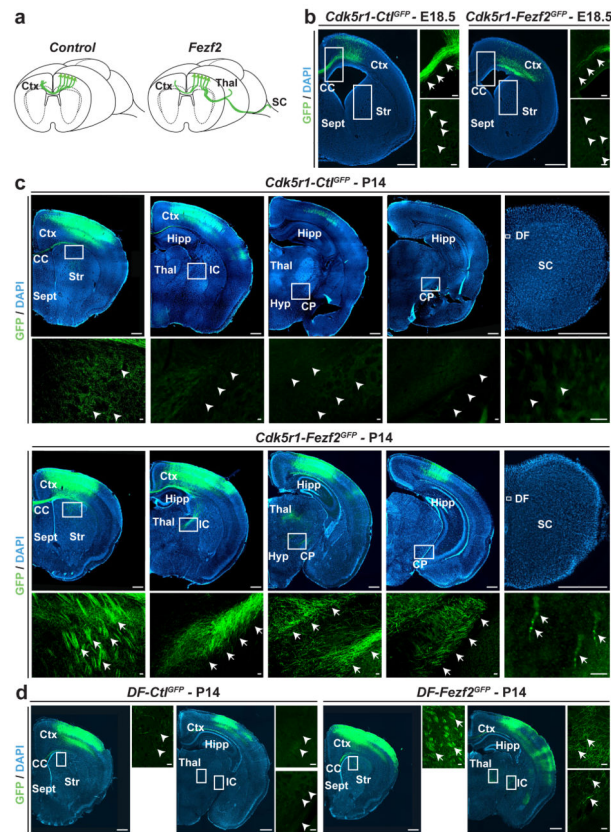 a
Control
Fezf2
Ctx
Ctx
Thal
SC
b
Cdk5r1-Ctl^GFP - E18.5
Cdk5r1-Fezf2^GFP - E18.5
GFP / DAPI
CC
Str
Sept
CC
Str
Sept
c
Cdk5r1-Ctl^GFP - P14
GFP / DAPI
Ctx
CC
Str
Sept
Hipp
Thal
IC
Hipp
Thal
Hyp
CP
Hipp
CP
DF
SC
Cdk5r1-Fezf2^GFP - P14
GFP / DAPI
Ctx
CC
Sept
Str
Hipp
Thal
IC
Hipp
Thal
Hyp
CP
Hipp
CP
DF
SC
d
DF-Ctl^GFP - P14
DF-Fezf2^GFP - P14
GFP / DAPI
Ctx
CC
Sept
Str
Ctx
Hipp
Thal
IC
Ctx
CC
Sept
Str
Ctx
Hipp
Thal
IC